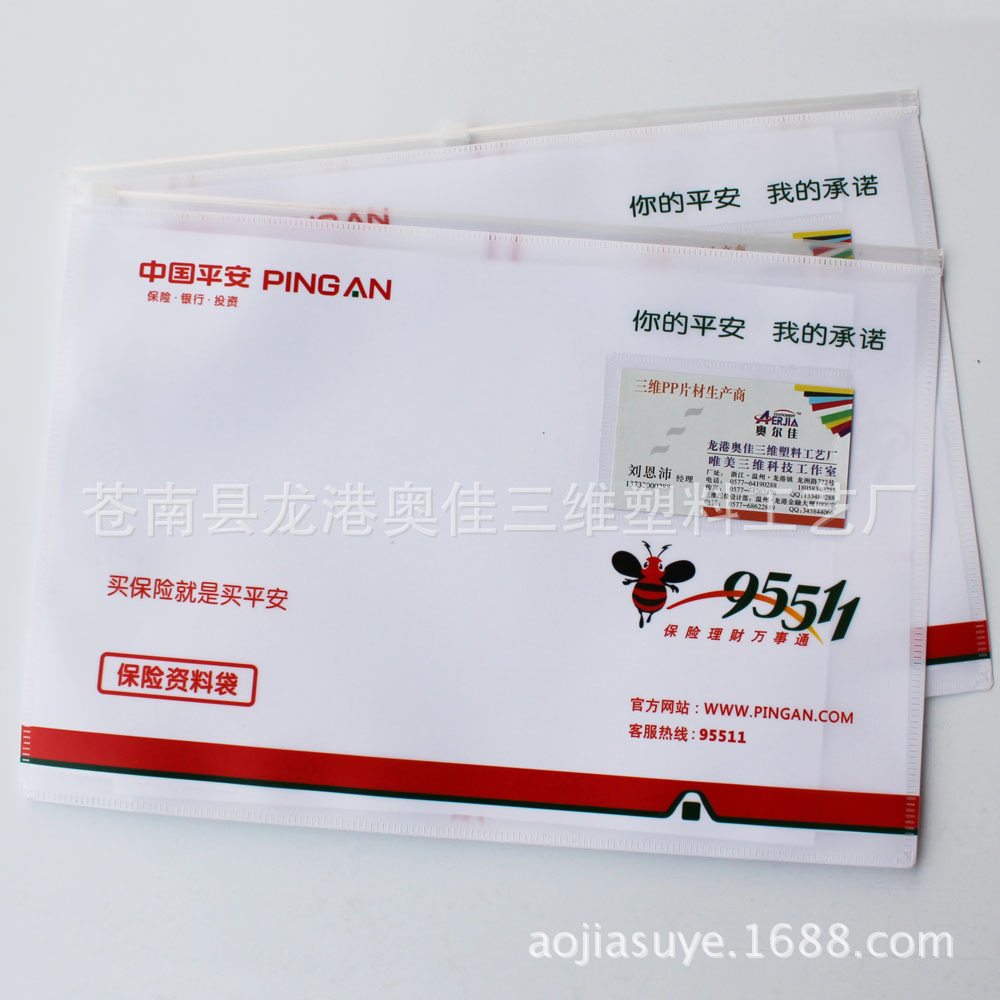 你的平安 我的承诺
PINGAN
中国平安 PINGAN
保险·银行·投资
你的平安 我的承诺
三维PP片材生产商
AERJIA
奥尔佳
龙港奥佳三维塑料工艺厂
唯美三维科技工作室
刘恩沛 经理
苍南县龙港奥佳三维塑料工艺厂
买保险就是买平安
95511
保险理财万事通
保险资料袋
官方网站：WWW.PINGAN.COM
客服热线：95511
aojiasuye.1688.com